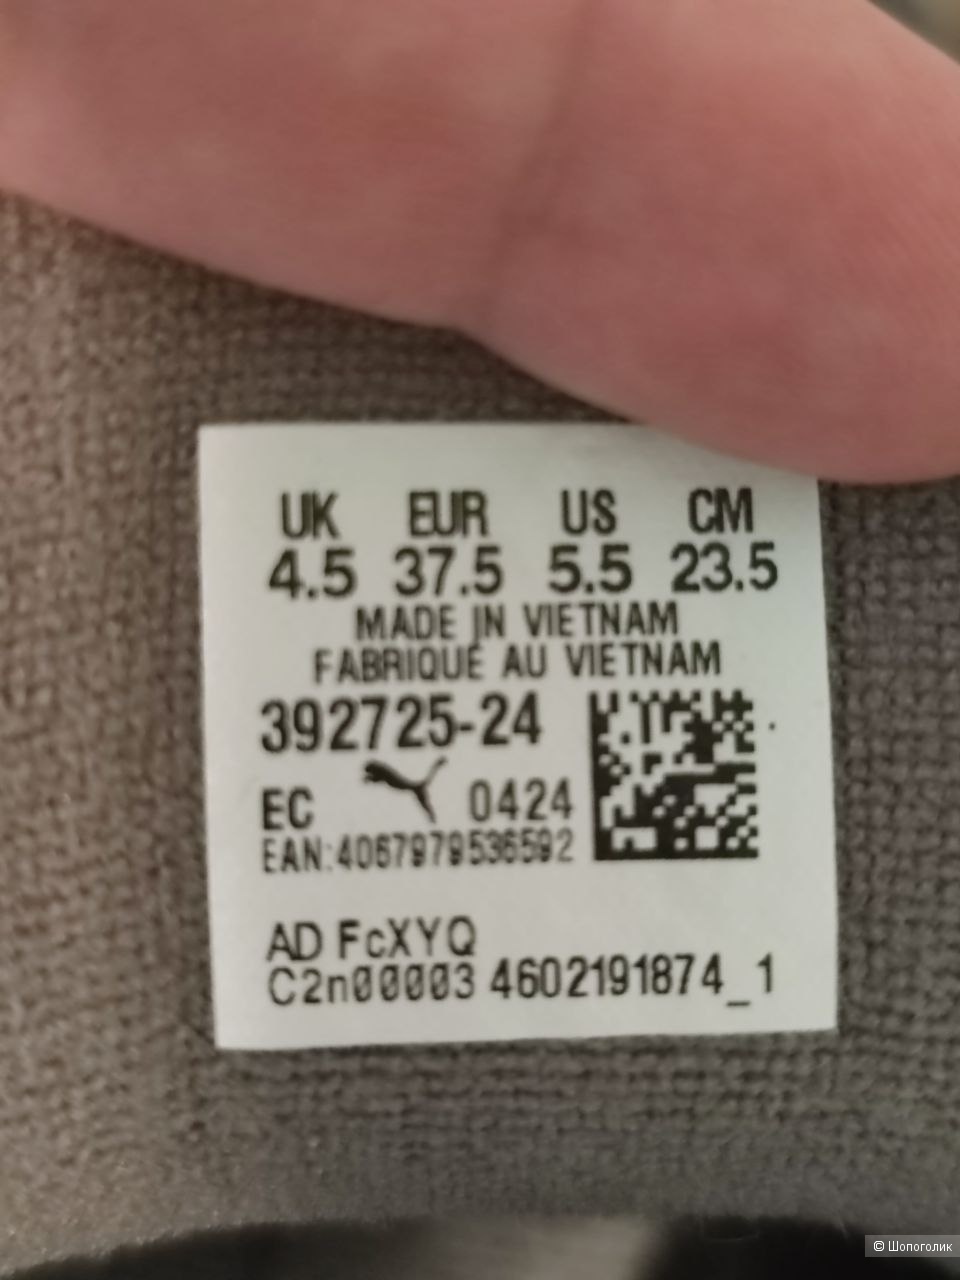 UK EUR US CM
4.5 37.5 5.5 23.5
MADE IN VIETNAM
FABRIQUÉ AU VIETNAM
392725-24
EC 0424
EAN:4067979536592
AD FcXYQ
C2n00003 4602191874_1
© Шопоголик